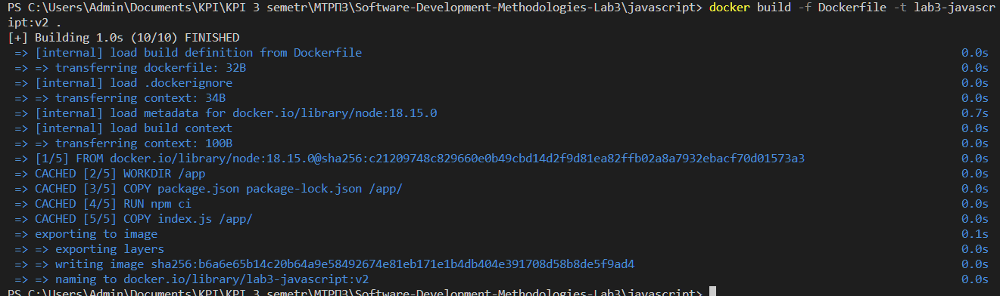 PS C:\Users\Admin\Documents\KPI\KPI 3 semetr\МТРПЗ\Software-Development-Methodologies-Lab3\javascript> docker build -f Dockerfile -t lab3-javascr
ipt:v2 .
[+] Building 1.0s (10/10) FINISHED
=> [internal] load build definition from Dockerfile 0.0s
=> => transferring dockerfile: 32B 0.0s
=> [internal] load .dockerignore 0.0s
=> => transferring context: 34B 0.0s
=> [internal] load metadata for docker.io/library/node:18.15.0 0.7s
=> [internal] load build context 0.0s
=> => transferring context: 100B 0.0s
=> [1/5] FROM docker.io/library/node:18.15.0@sha256:c21209748c829660e0b49cbd14d2f9d81ea82ffb02a8a7932ebacf70d01573a3 0.0s
=> CACHED [2/5] WORKDIR /app 0.0s
=> CACHED [3/5] COPY package.json package-lock.json /app/ 0.0s
=> CACHED [4/5] RUN npm ci 0.0s
=> CACHED [5/5] COPY index.js /app/ 0.0s
=> exporting to image 0.1s
=> => exporting layers 0.0s
=> => writing image sha256:b6a6e65b14c20b64a9e58492674e81eb171e1b4db404e391708d58b8de5f9ad4 0.0s
=> => naming to docker.io/library/lab3-javascript:v2 0.0s
PS C:\Users\Admin\Documents\KPI\KPI 3 semetr\МТРПЗ\Software-Development-Methodologies-Lab3\javascript>